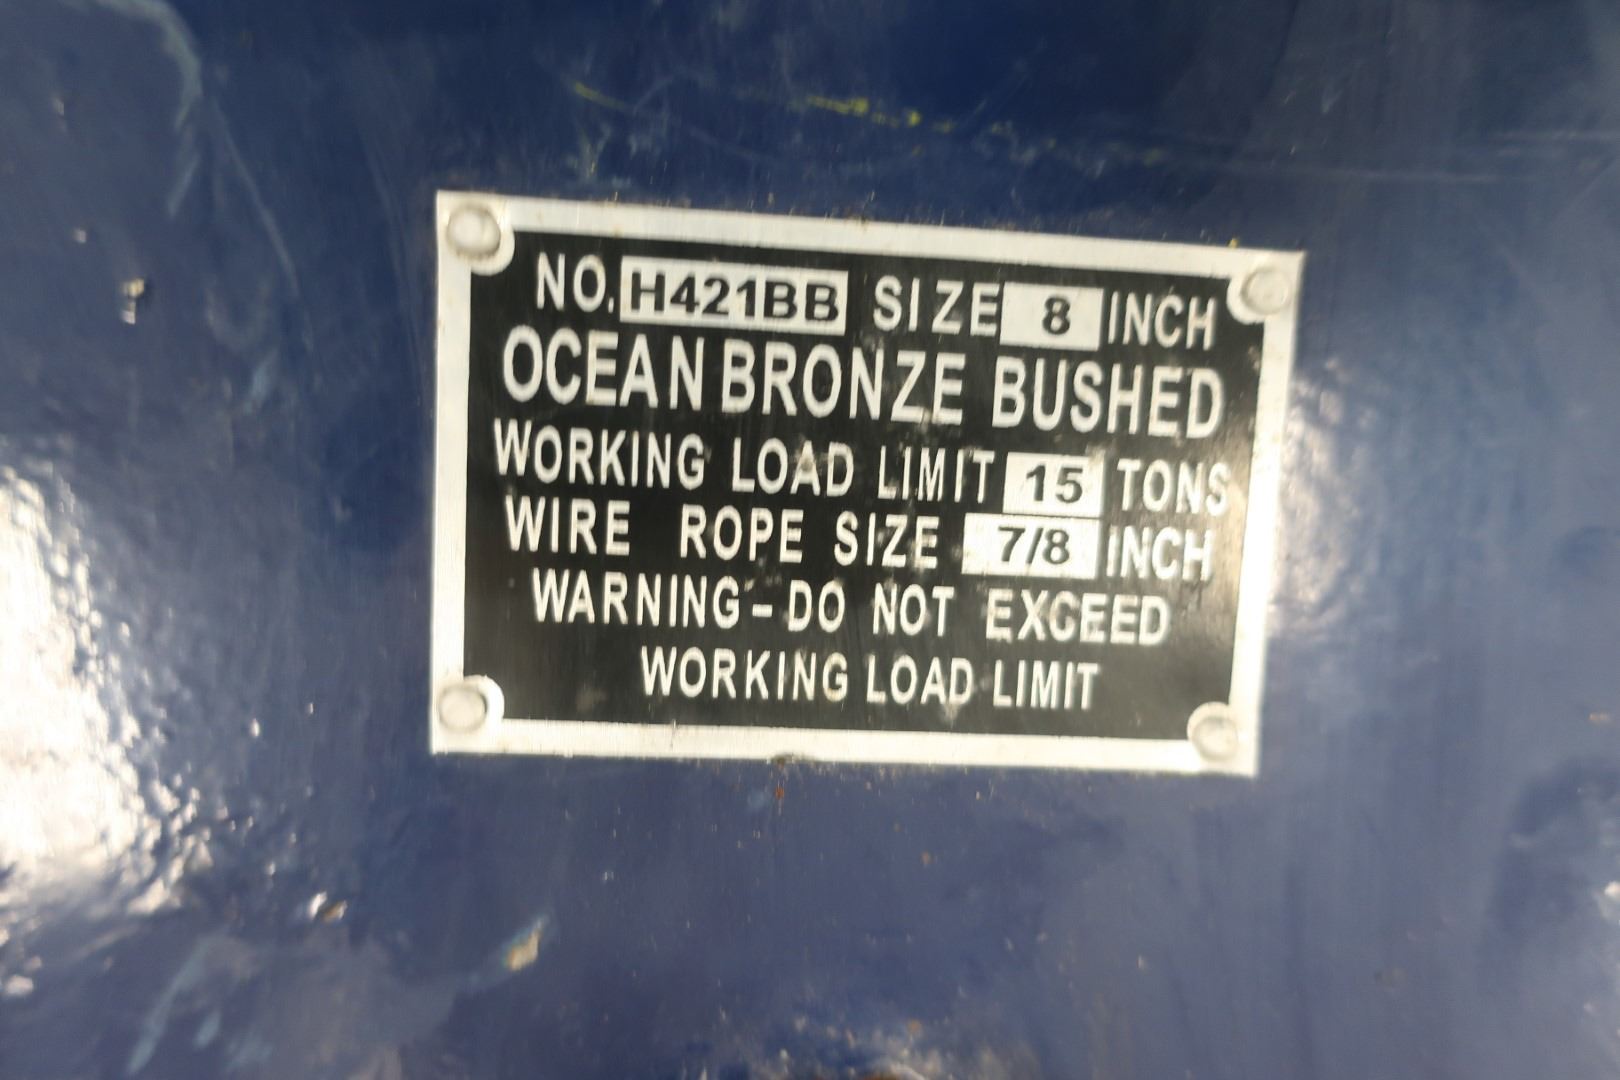 NO. H421BB SIZE 8 INCH
OCEAN BRONZE BUSHED
WORKING LOAD LIMIT 15 TONS
WIRE ROPE SIZE 7/8 INCH
WARNING - DO NOT EXCEED
WORKING LOAD LIMIT